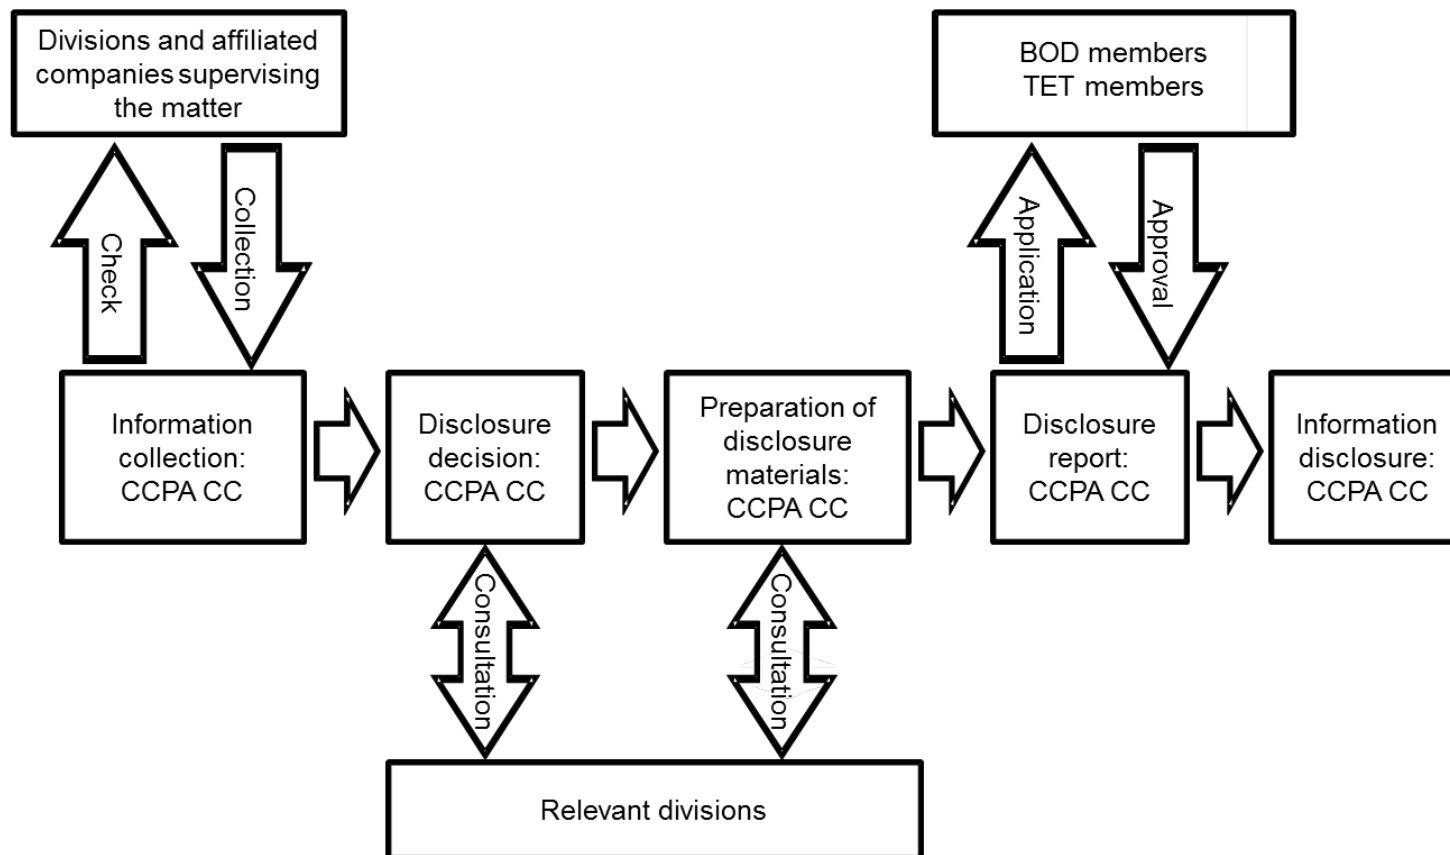 Divisions and affiliated
companies supervising
the matter
BOD members
TET members
Check
Collection
Application
Approval
Information
collection:
CCPA CC
Disclosure
decision:
CCPA CC
Preparation of
disclosure
materials:
CCPA CC
Disclosure
report:
CCPA CC
Information
disclosure:
CCPA CC
Consultation
Consultation
Relevant divisions